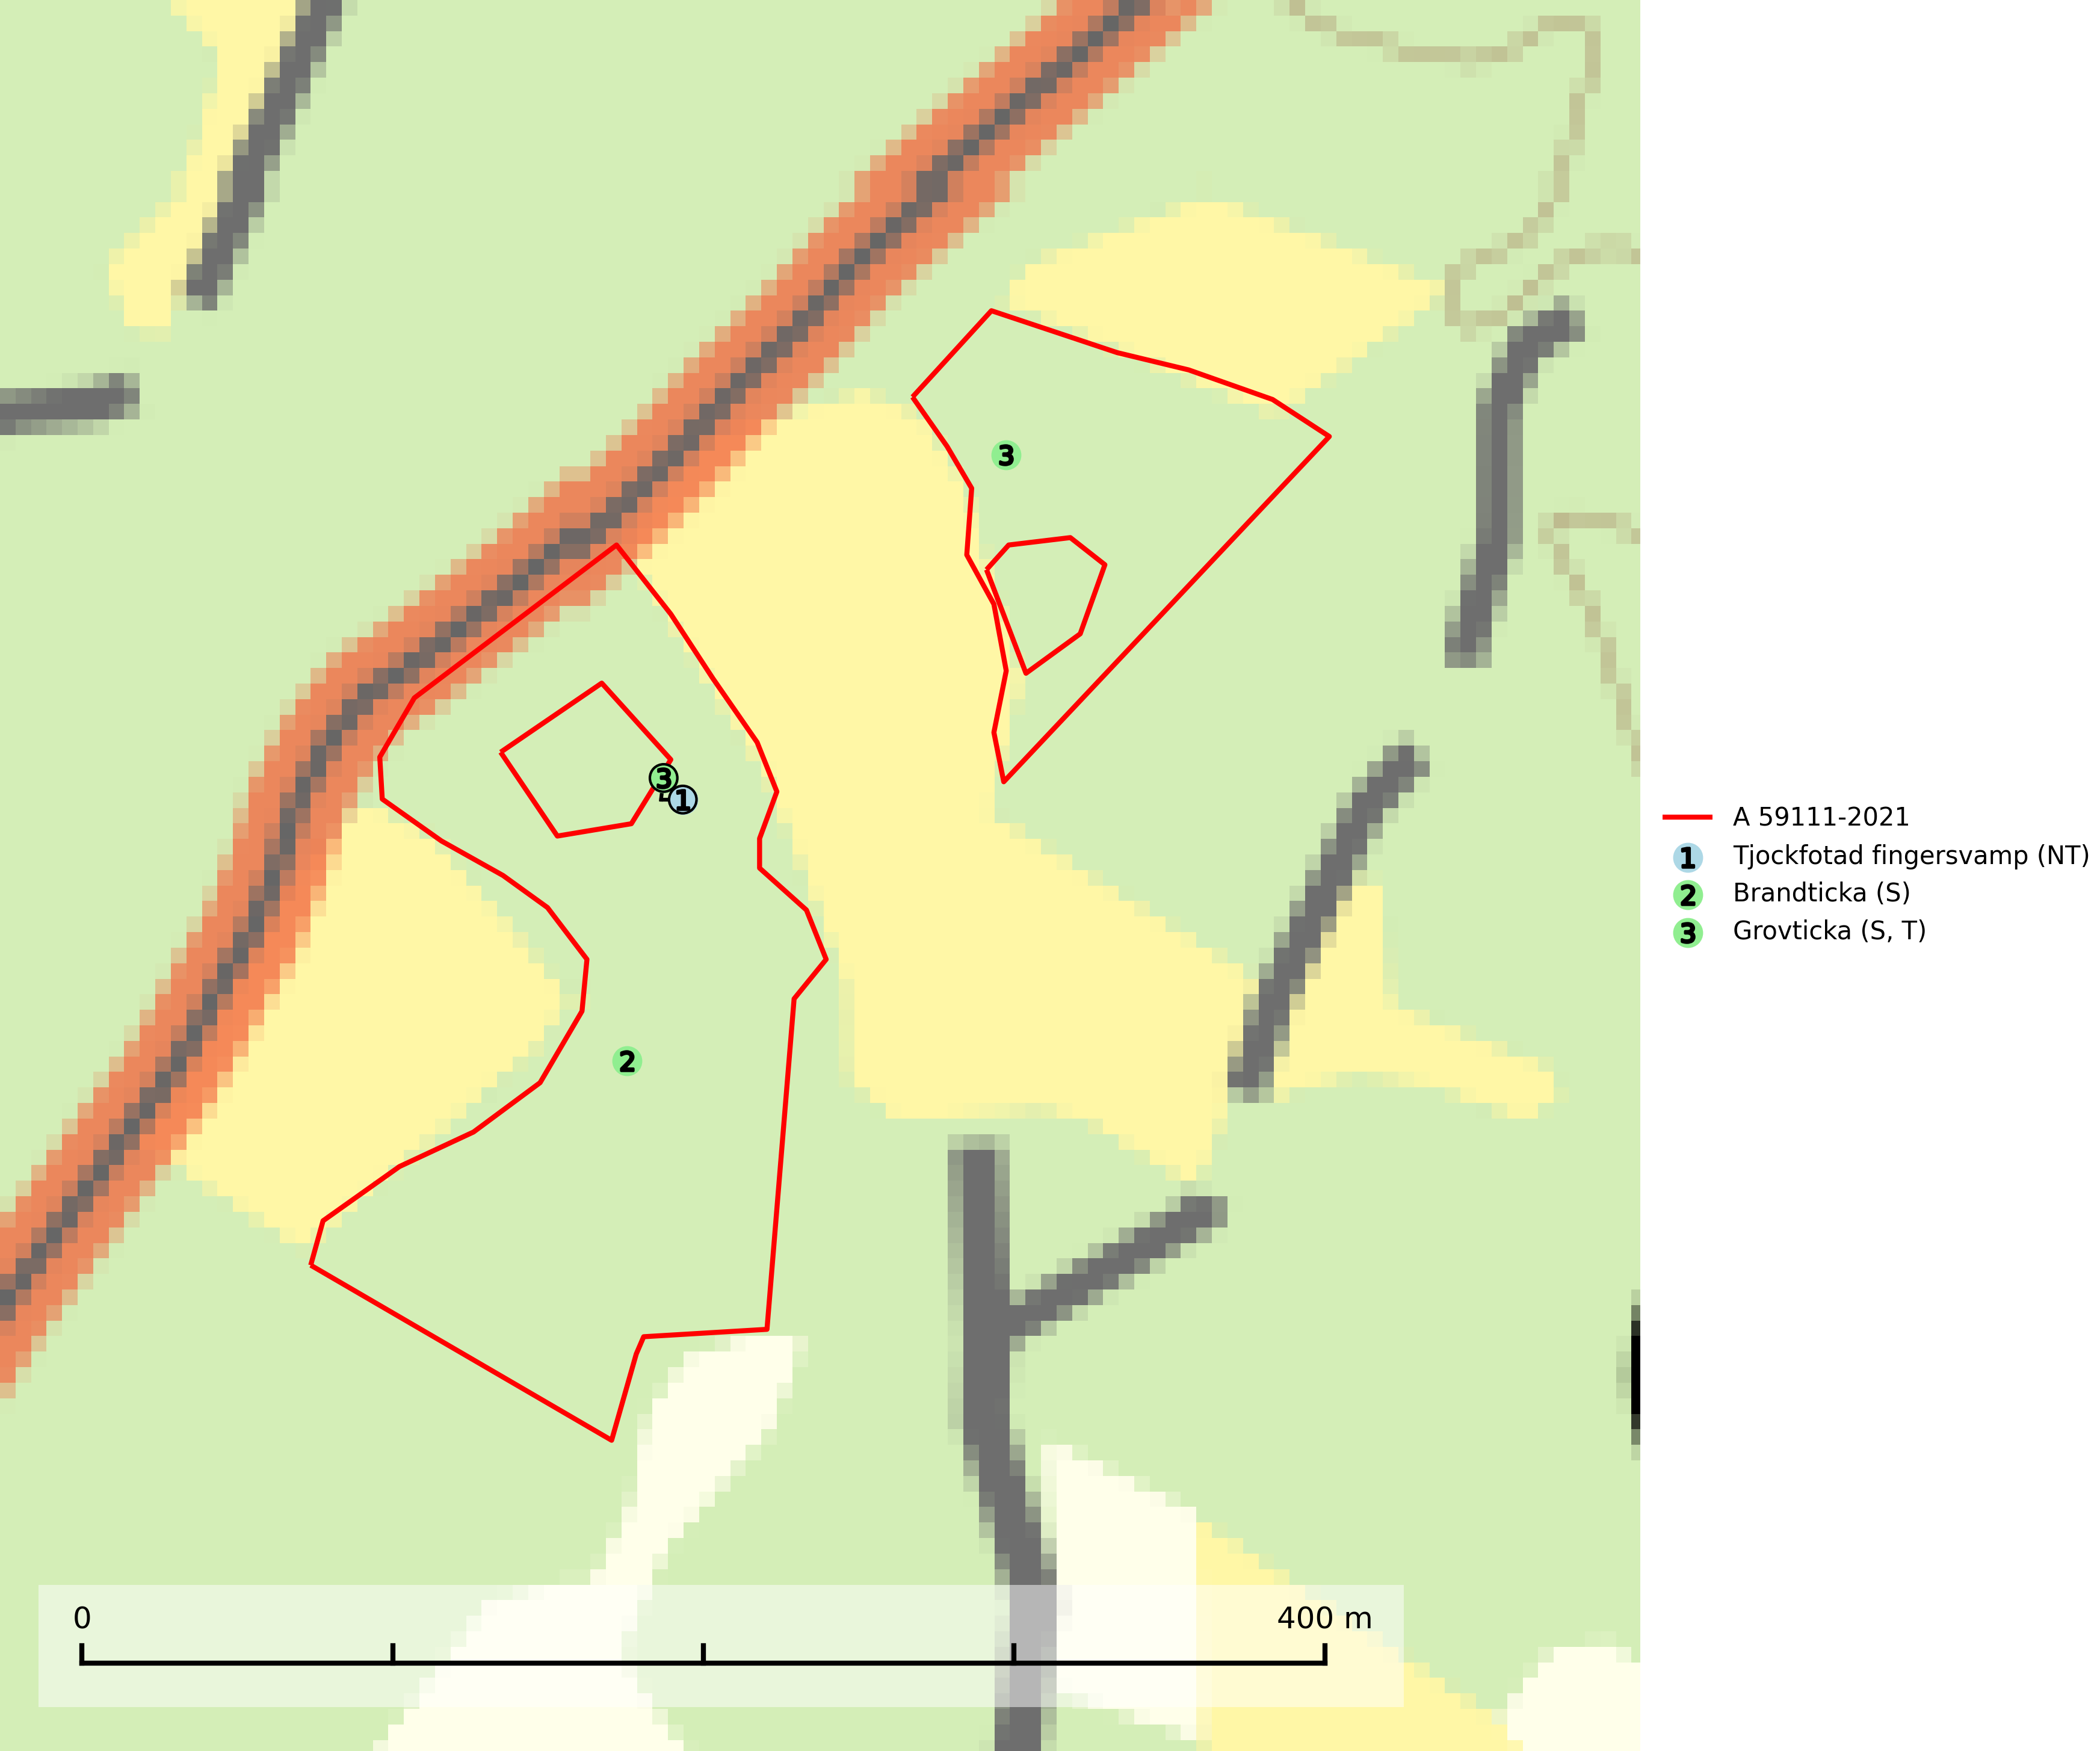 3
3
1
2
A 59111-2021
1 Tjockfotad fingersvamp (NT)
2 Brandticka (S)
3 Grovticka (S, T)
0 400 m